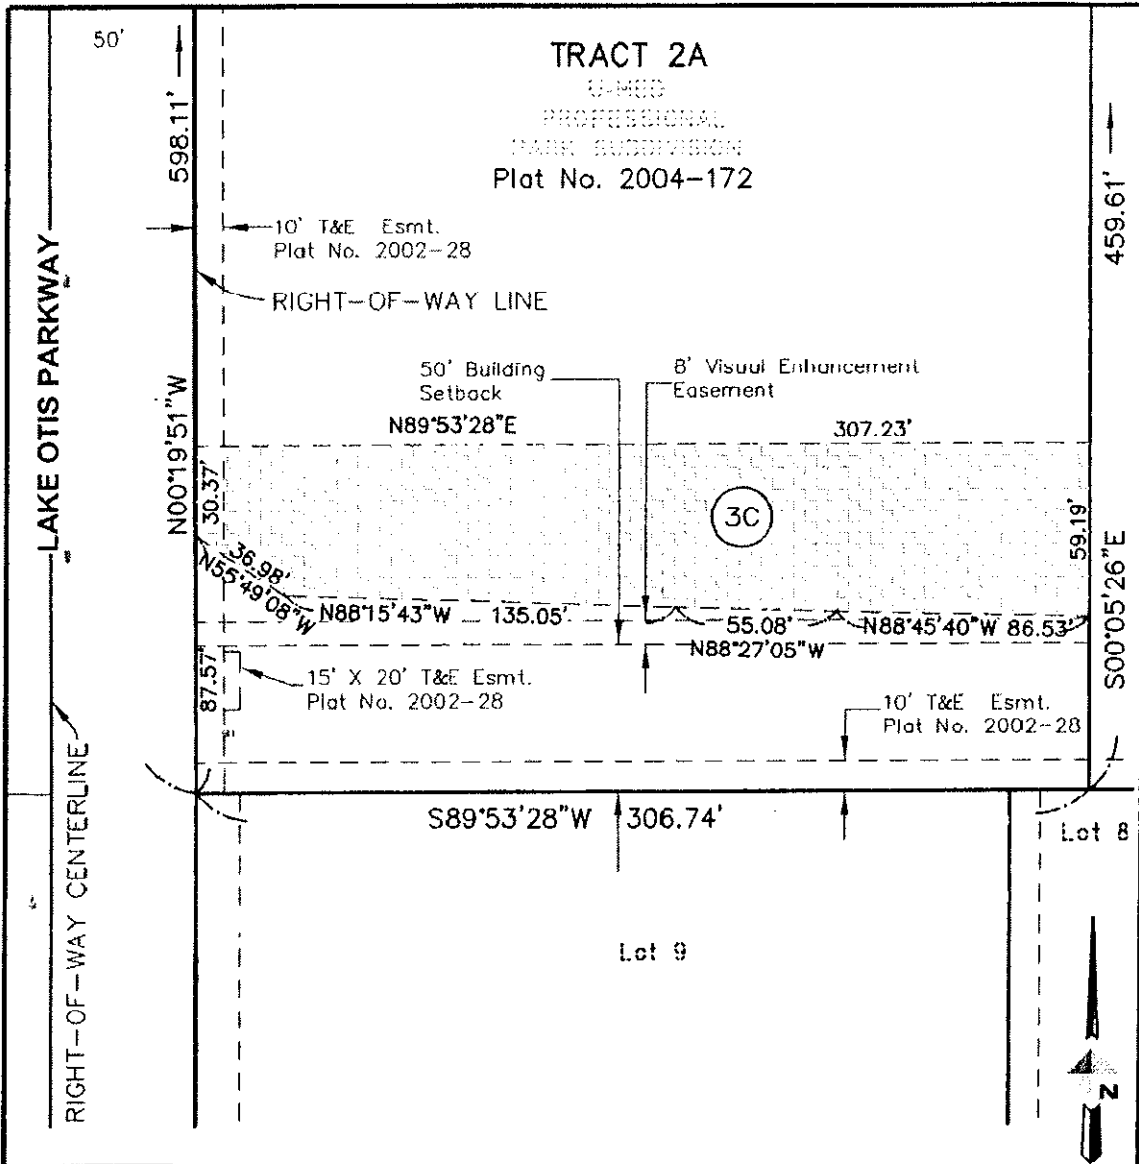 50'
TRACT 2A
U-MED
PROFESSIONAL
PARK SUBDIVISION
Plat No. 2004-172
598.11'
459.61'
10' T&E Esmt.
Plat No. 2002-28
RIGHT-OF-WAY LINE
LAKE OTIS PARKWAY
50' Building
Setback
8' Visual Enhancement
Easement
N00°19'51"W
N89°53'28"E
307.23'
30.37'
3C
59.19'
36.98'
N55°49'08"W
N88°15'43"W
135.05'
55.08'
N88°45'40"W 86.53'
N88°27'05"W
S00°05'26"E
87.57'
15' X 20' T&E Esmt.
Plat No. 2002-28
10' T&E Esmt.
Plat No. 2002-28
RIGHT-OF-WAY CENTERLINE
S89°53'28"W
306.74'
Lot 8
Lot 9
N